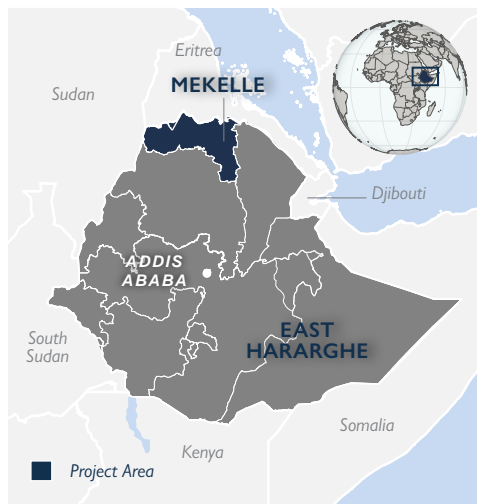 Eritrea
MEKELLE
Sudan
Djibouti
ADDIS
ABABA
EAST
HARARGHE
South
Sudan
Somalia
Kenya
Project Area